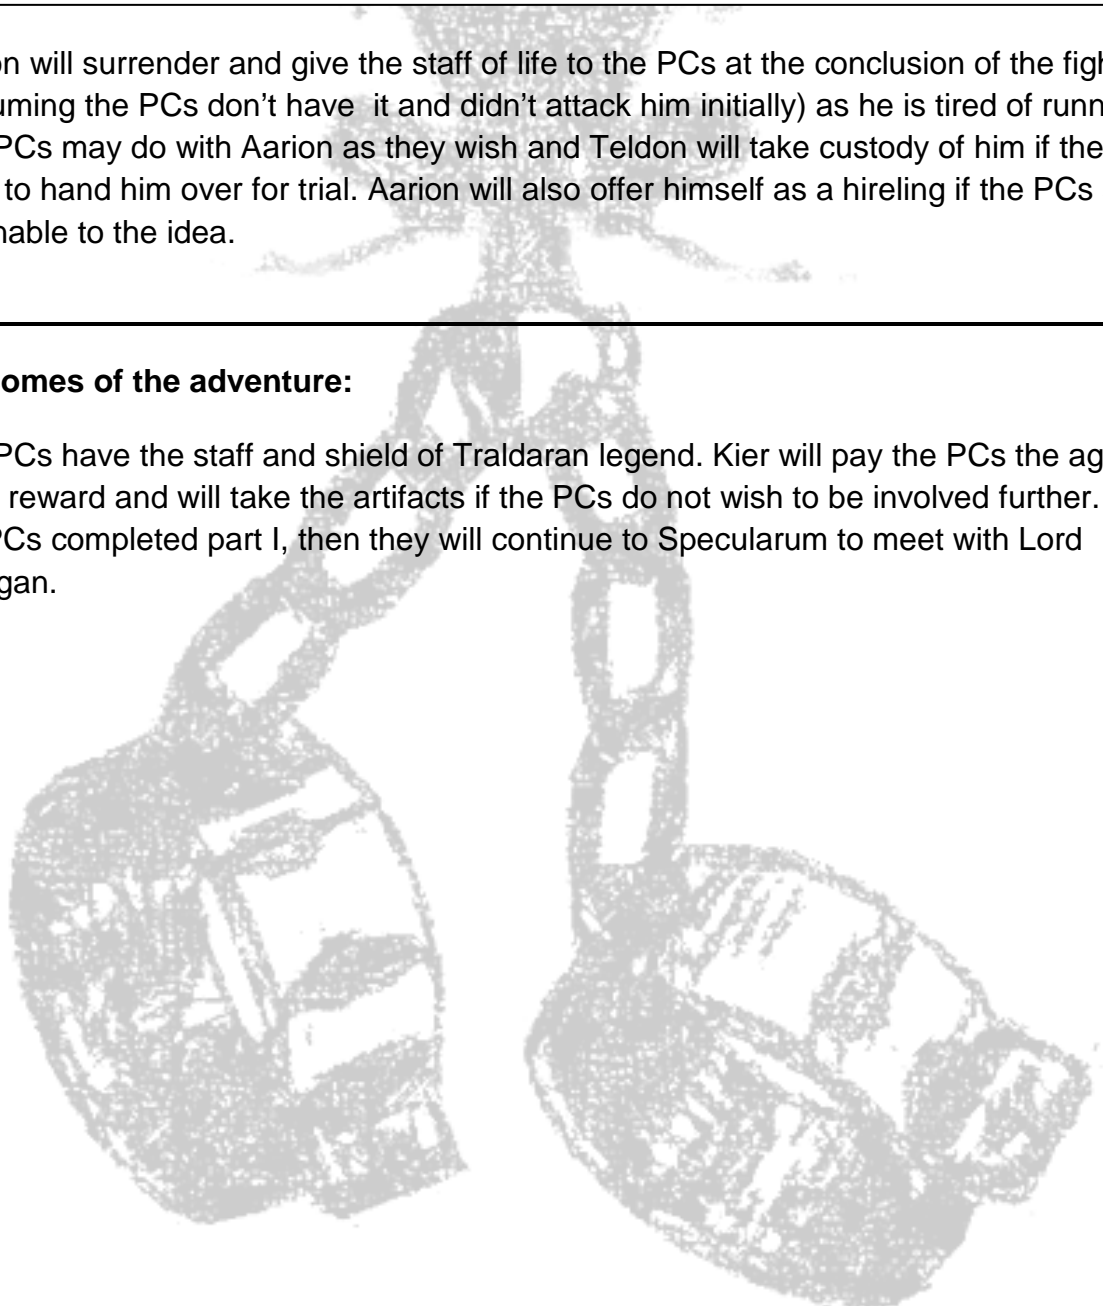 on will surrender and give the staff of life to the PCs at the conclusion of the figh
uming the PCs don't have  it and didn't attack him initially) as he is tired of runn
PCs may do with Aarion as they wish and Teldon will take custody of him if the
to hand him over for trial. Aarion will also offer himself as a hireling if the PCs
nable to the idea.
omes of the adventure:
PCs have the staff and shield of Traldaran legend. Kier will pay the PCs the ag
reward and will take the artifacts if the PCs do not wish to be involved further.
PCs completed part I, then they will continue to Specularum to meet with Lord
gan.